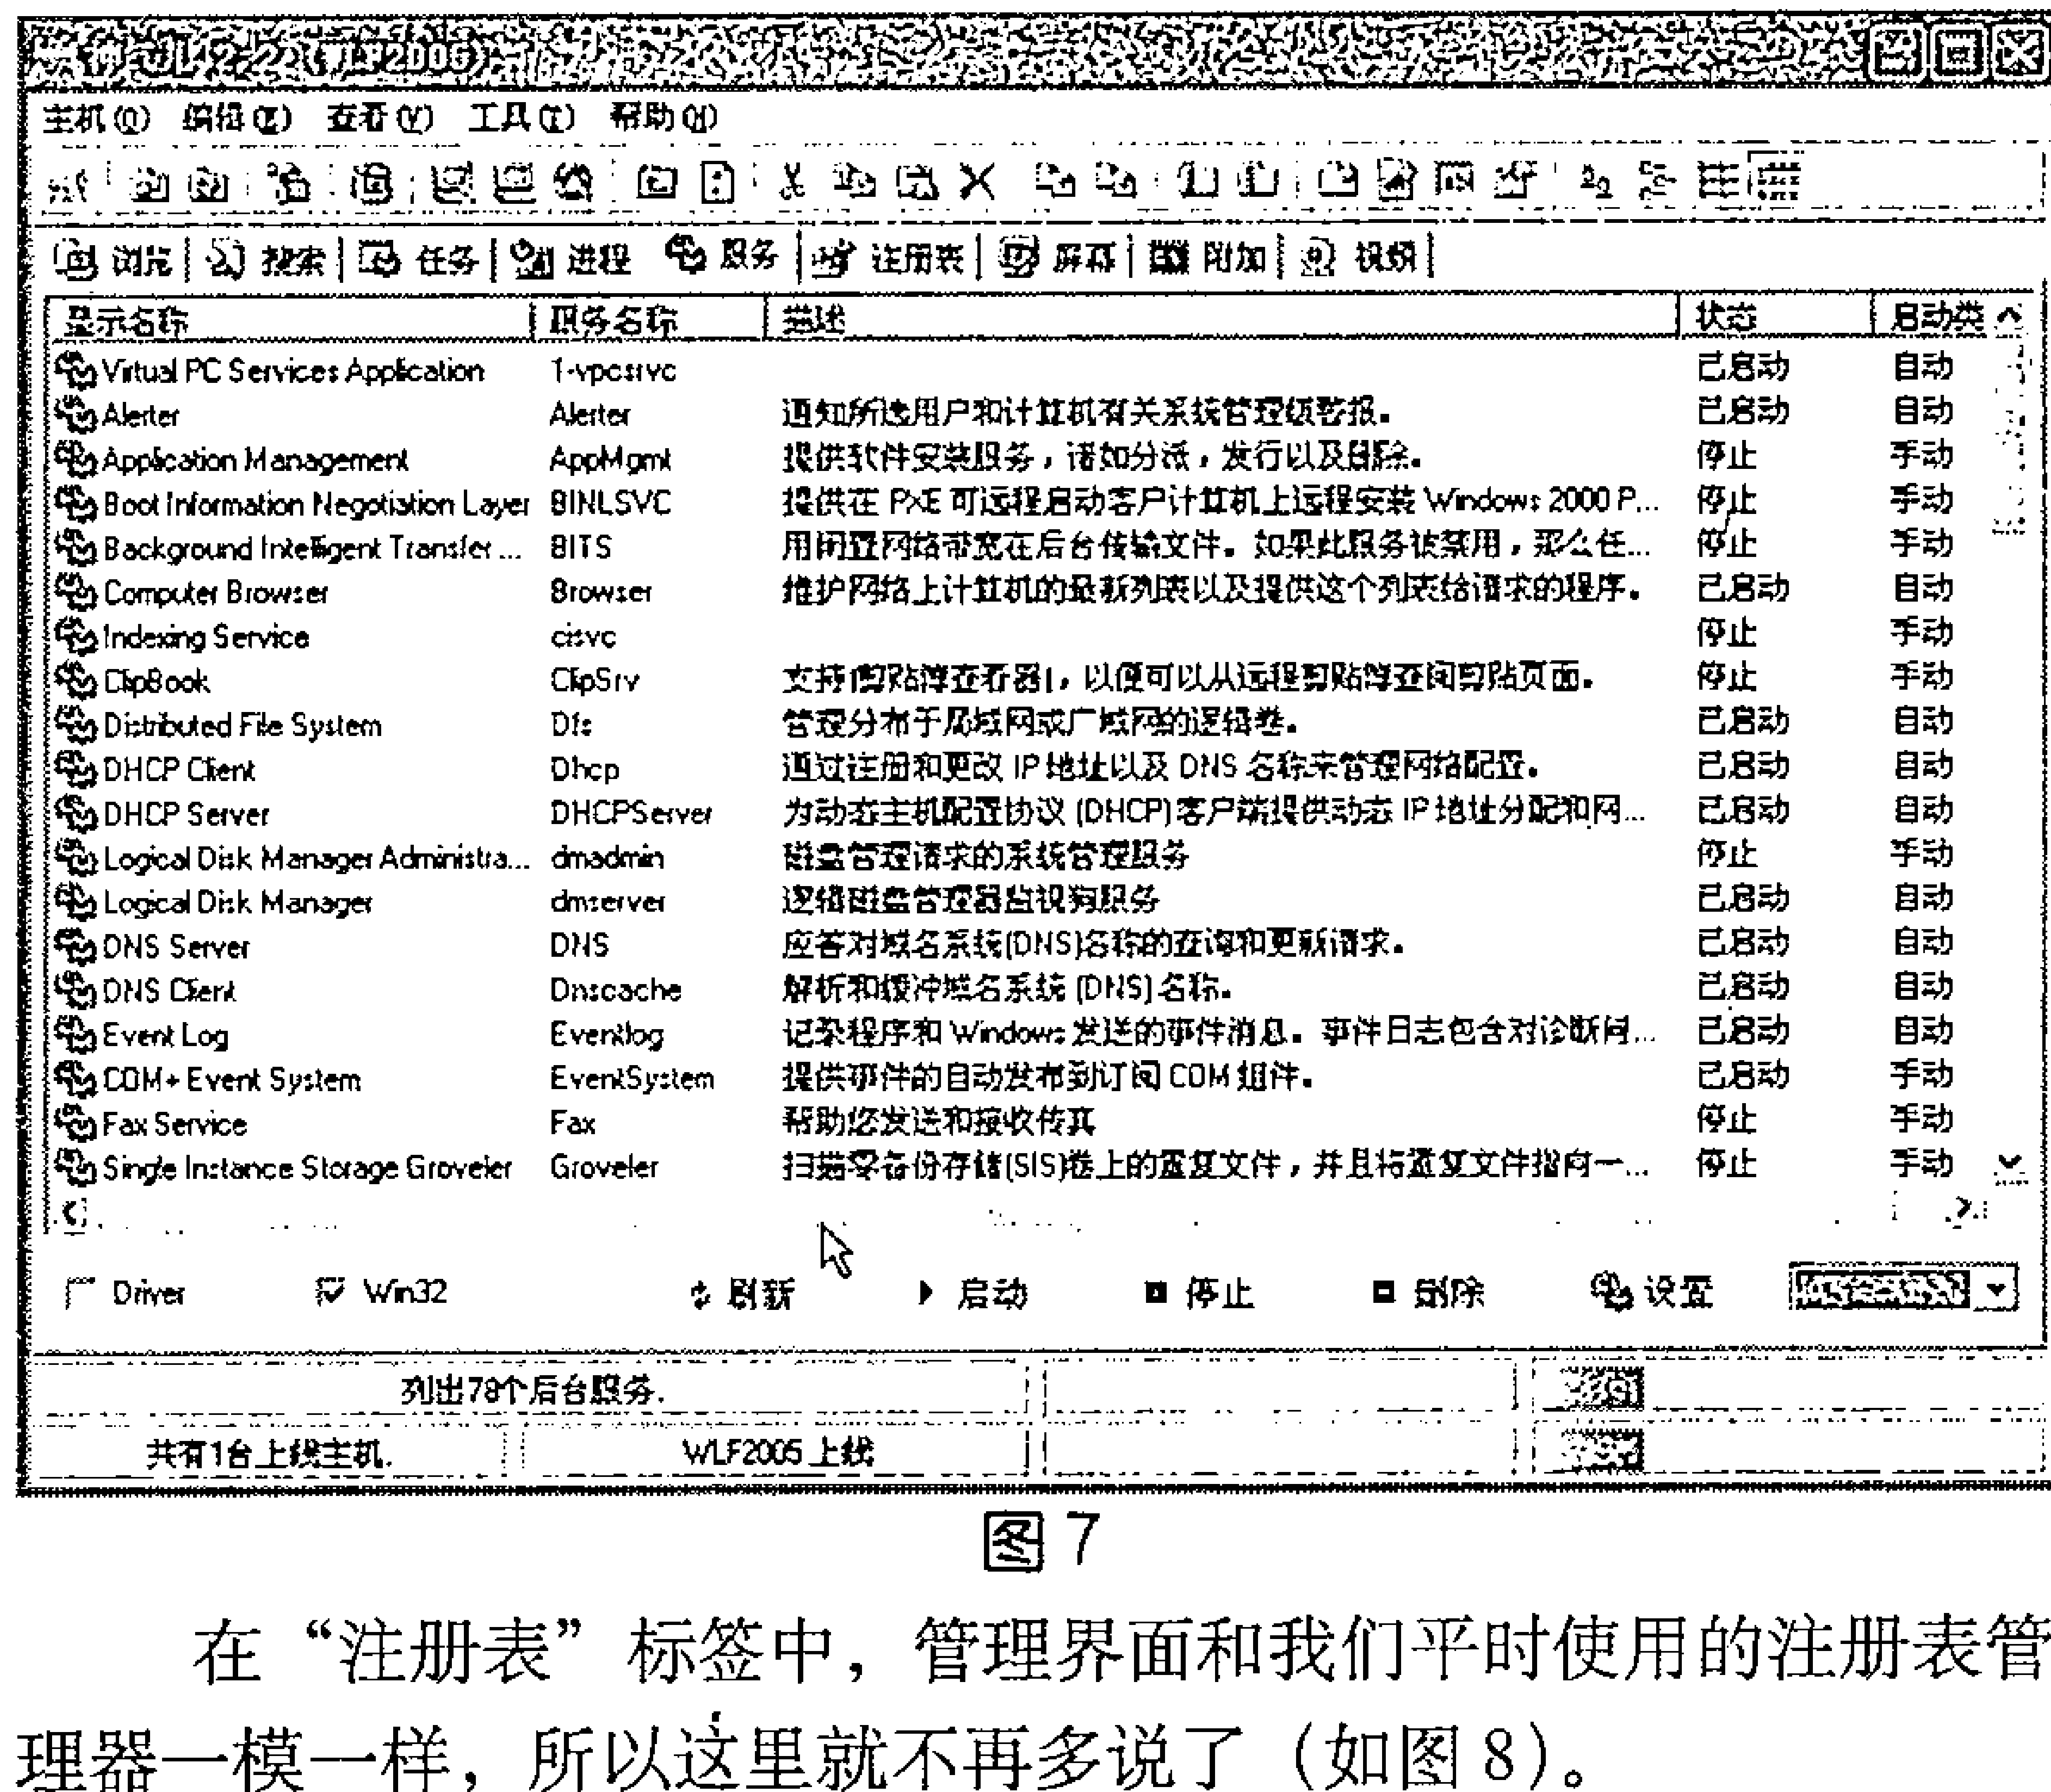 (WLF2005)
主机(O) 编辑(E) 查看(V) 工具(T) 帮助(H)
浏览 搜索 任务 进程 服务 注册表 屏幕 附加 视频
显示名称 服务名称 描述 状态 启动类
Virtual PC Services Application 1-vpcsrvc 已启动 自动
Alerter Alerter 通知所选用户和计算机有关系统管理级警报。 已启动 自动
Application Management AppMgmt 提供软件安装服务,诸如分派,发行以及删除。 停止 手动
Boot Information Negotiation Layer BINLSVC 提供在 PXE 可远程启动客户计算机上远程安装 Windows 2000 P... 停止 手动
Background Intelligent Transfer ... BITS 用闲置网络带宽在后台传输文件。如果此服务被禁用,那么任... 停止 手动
Computer Browser Browser 维护网络上计算机的最新列表以及提供这个列表给请求的程序。 已启动 自动
Indexing Service cisvc 停止 手动
ClipBook ClipSrv 支持“剪贴簿查看器”,以便可以从远程剪贴簿查阅剪贴页面。 停止 手动
Distributed File System Dfs 管理分布于局域网或广域网的逻辑卷。 已启动 自动
DHCP Client Dhcp 通过注册和更改 IP 地址以及 DNS 名称来管理网络配置。 已启动 自动
DHCP Server DHCPServer 为动态主机配置协议 (DHCP)客户端提供动态 IP 地址分配和网... 已启动 自动
Logical Disk Manager Administra... dmadmin 磁盘管理请求的系统管理服务 停止 手动
Logical Disk Manager dmserver 逻辑磁盘管理器监视狗服务 已启动 自动
DNS Server DNS 应答对域名系统(DNS)名称的查询和更新请求。 已启动 自动
DNS Client Dnscache 解析和缓冲域名系统 (DNS) 名称。 已启动 自动
Event Log Eventlog 记录程序和 Windows 发送的事件消息。事件日志包含对诊断问... 已启动 自动
COM+ Event System EventSystem 提供事件的自动发布到订阅 COM 组件。 已启动 手动
Fax Service Fax 帮助您发送和接收传真 停止 手动
Single Instance Storage Groveler Groveler 扫描零备份存储(SIS)卷上的重复文件,并且将重复文件指向一... 停止 手动
Driver Win32 刷新 启动 停止 删除 设置
列出78个后台服务.
共有1台上线主机. WLF2005 上线
图 7
在“注册表”标签中,管理界面和我们平时使用的注册表管
理器一模一样,所以这里就不再多说了(如图 8)。